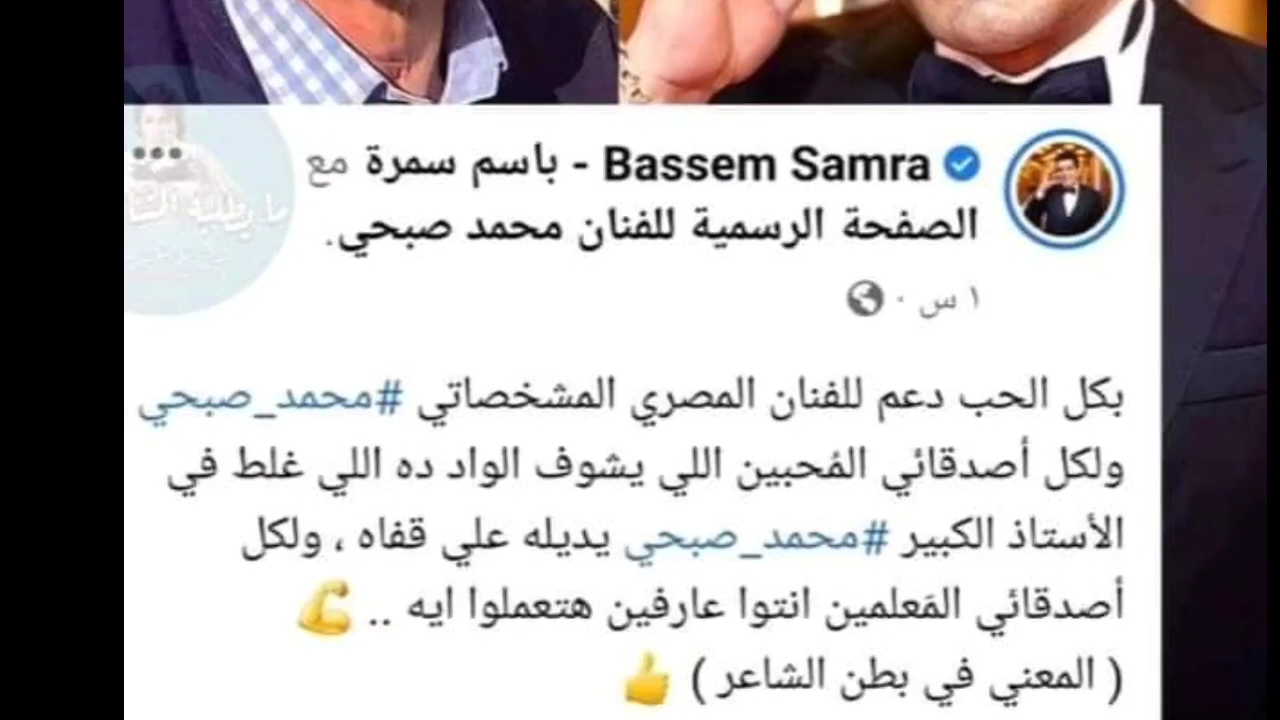 Bassem Samra - باسم سمرة مع
الصفحة الرسمية للفنان محمد صبحي.
١ س ·
بكل الحب دعم للفنان المصري المشخصاتي #محمد_صبحي
ولكل أصدقائي المُحبين اللي يشوف الواد ده اللي غلط في
الأستاذ الكبير #محمد_صبحي يديله علي قفاه ، ولكل
أصدقائي المَعلمين انتوا عارفين هتعملوا ايه .. 💪
( المعني في بطن الشاعر ) 👍
ما يطلبه